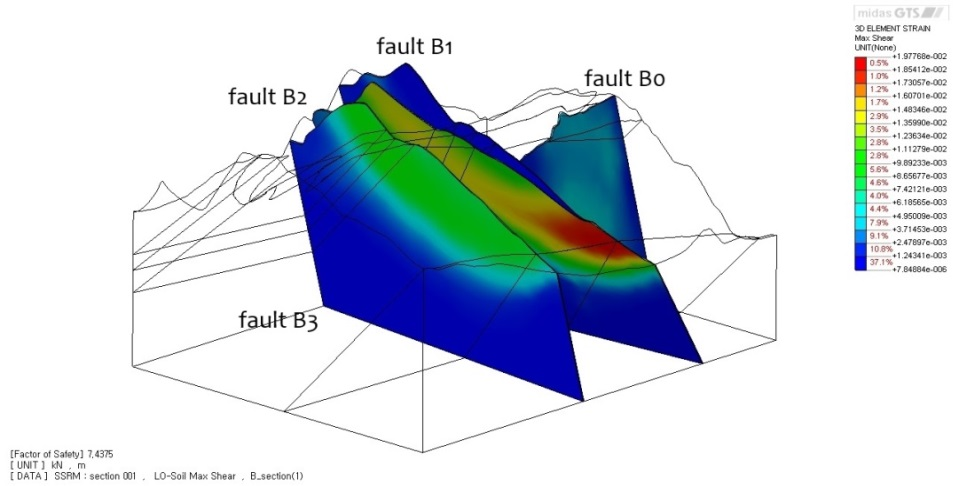 midas GTS
3D ELEMENT STRAIN
Max Shear
UNIT(None)
+1.97768e-002
0.5%
+1.85412e-002
1.0%
+1.73057e-002
1.2%
+1.60701e-002
1.7%
+1.48346e-002
2.9%
+1.35990e-002
3.5%
+1.23634e-002
2.8%
+1.11279e-002
2.8%
+9.89233e-003
5.6%
+8.65677e-003
4.6%
+7.42121e-003
4.0%
+6.18565e-003
4.4%
+4.95009e-003
7.9%
+3.71453e-003
9.1%
+2.47897e-003
10.8%
+1.24341e-003
37.1%
+7.84884e-006
fault B1
fault B0
fault B2
fault B3
[Factor of Safety] 7,4375
[ UNIT ] kN , m
[ DATA ] SSRM : section 001 , LO-Soil Max Shear , B_section(1)